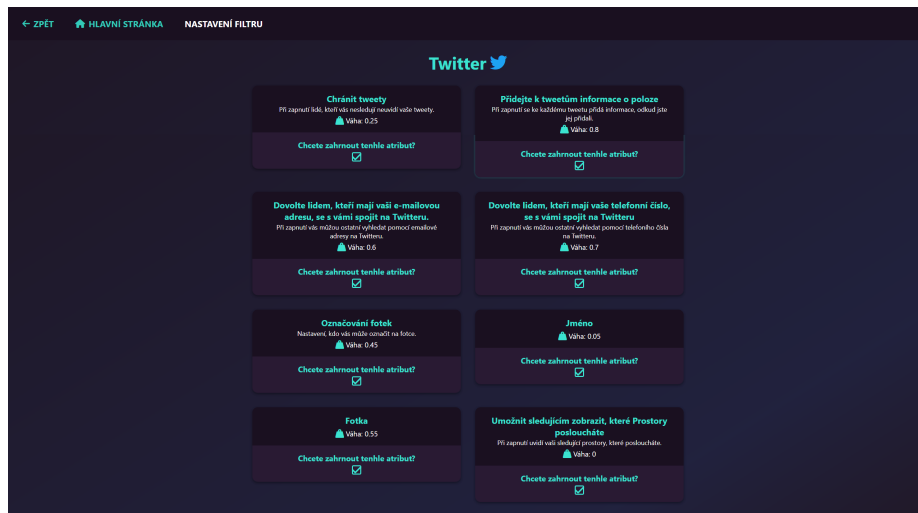 ZPĚT
HLAVNÍ STRÁNKA
NASTAVENÍ FILTRU
Twitter
Chránit tweety
Při zapnutí lidé, kteří vás nesledují neuvidí vaše tweety.
Váha: 0.25
Chcete zahrnout tenhle atribut?
Přidejte k tweetům informace o poloze
Při zapnutí se ke každému tweetu přidá informace, odkud jste
jej přidali.
Váha: 0.8
Chcete zahrnout tenhle atribut?
Dovolte lidem, kteří mají vaši e-mailovou
adresu, se s vámi spojit na Twitteru.
Při zapnutí vás můžou ostatní vyhledat pomocí emailové
adresy na Twitteru.
Váha: 0.6
Chcete zahrnout tenhle atribut?
Dovolte lidem, kteří mají vaše telefonní číslo,
se s vámi spojit na Twitteru
Při zapnutí vás můžou ostatní vyhledat pomocí telefoního čísla
na Twitteru.
Váha: 0.7
Chcete zahrnout tenhle atribut?
Označování fotek
Nastavení, kdo vás může označit na fotce.
Váha: 0.45
Chcete zahrnout tenhle atribut?
Jméno
Váha: 0.05
Chcete zahrnout tenhle atribut?
Fotka
Váha: 0.55
Chcete zahrnout tenhle atribut?
Umožnit sledujícím zobrazit, které Prostory
posloucháte
Při zapnutí uvidí vaši sledující prostory, které posloucháte.
Váha: 0
Chcete zahrnout tenhle atribut?